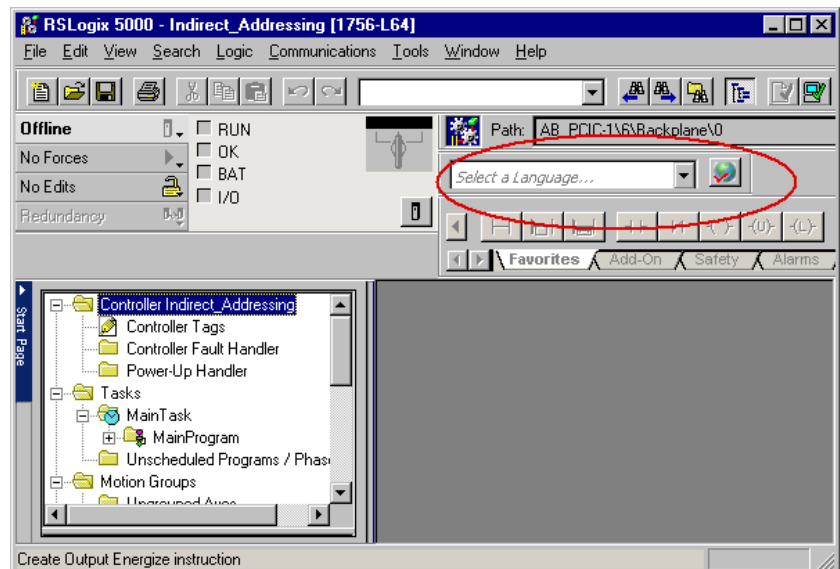 RSLogix 5000 - Indirect_Addressing [1756-L64]
File Edit View Search Logic Communications Tools Window Help
Offline
RUN
No Forces
OK
No Edits
BAT
Redundancy
I/O
Path: AB_PCIC-1\6\Backplane\0
Select a Language...
Favorites Add-On Safety Alarms
Start Page
Controller Indirect_Addressing
Controller Tags
Controller Fault Handler
Power-Up Handler
Tasks
MainTask
MainProgram
Unscheduled Programs / Phas
Motion Groups
Ungrouped Axes
Create Output Energize instruction